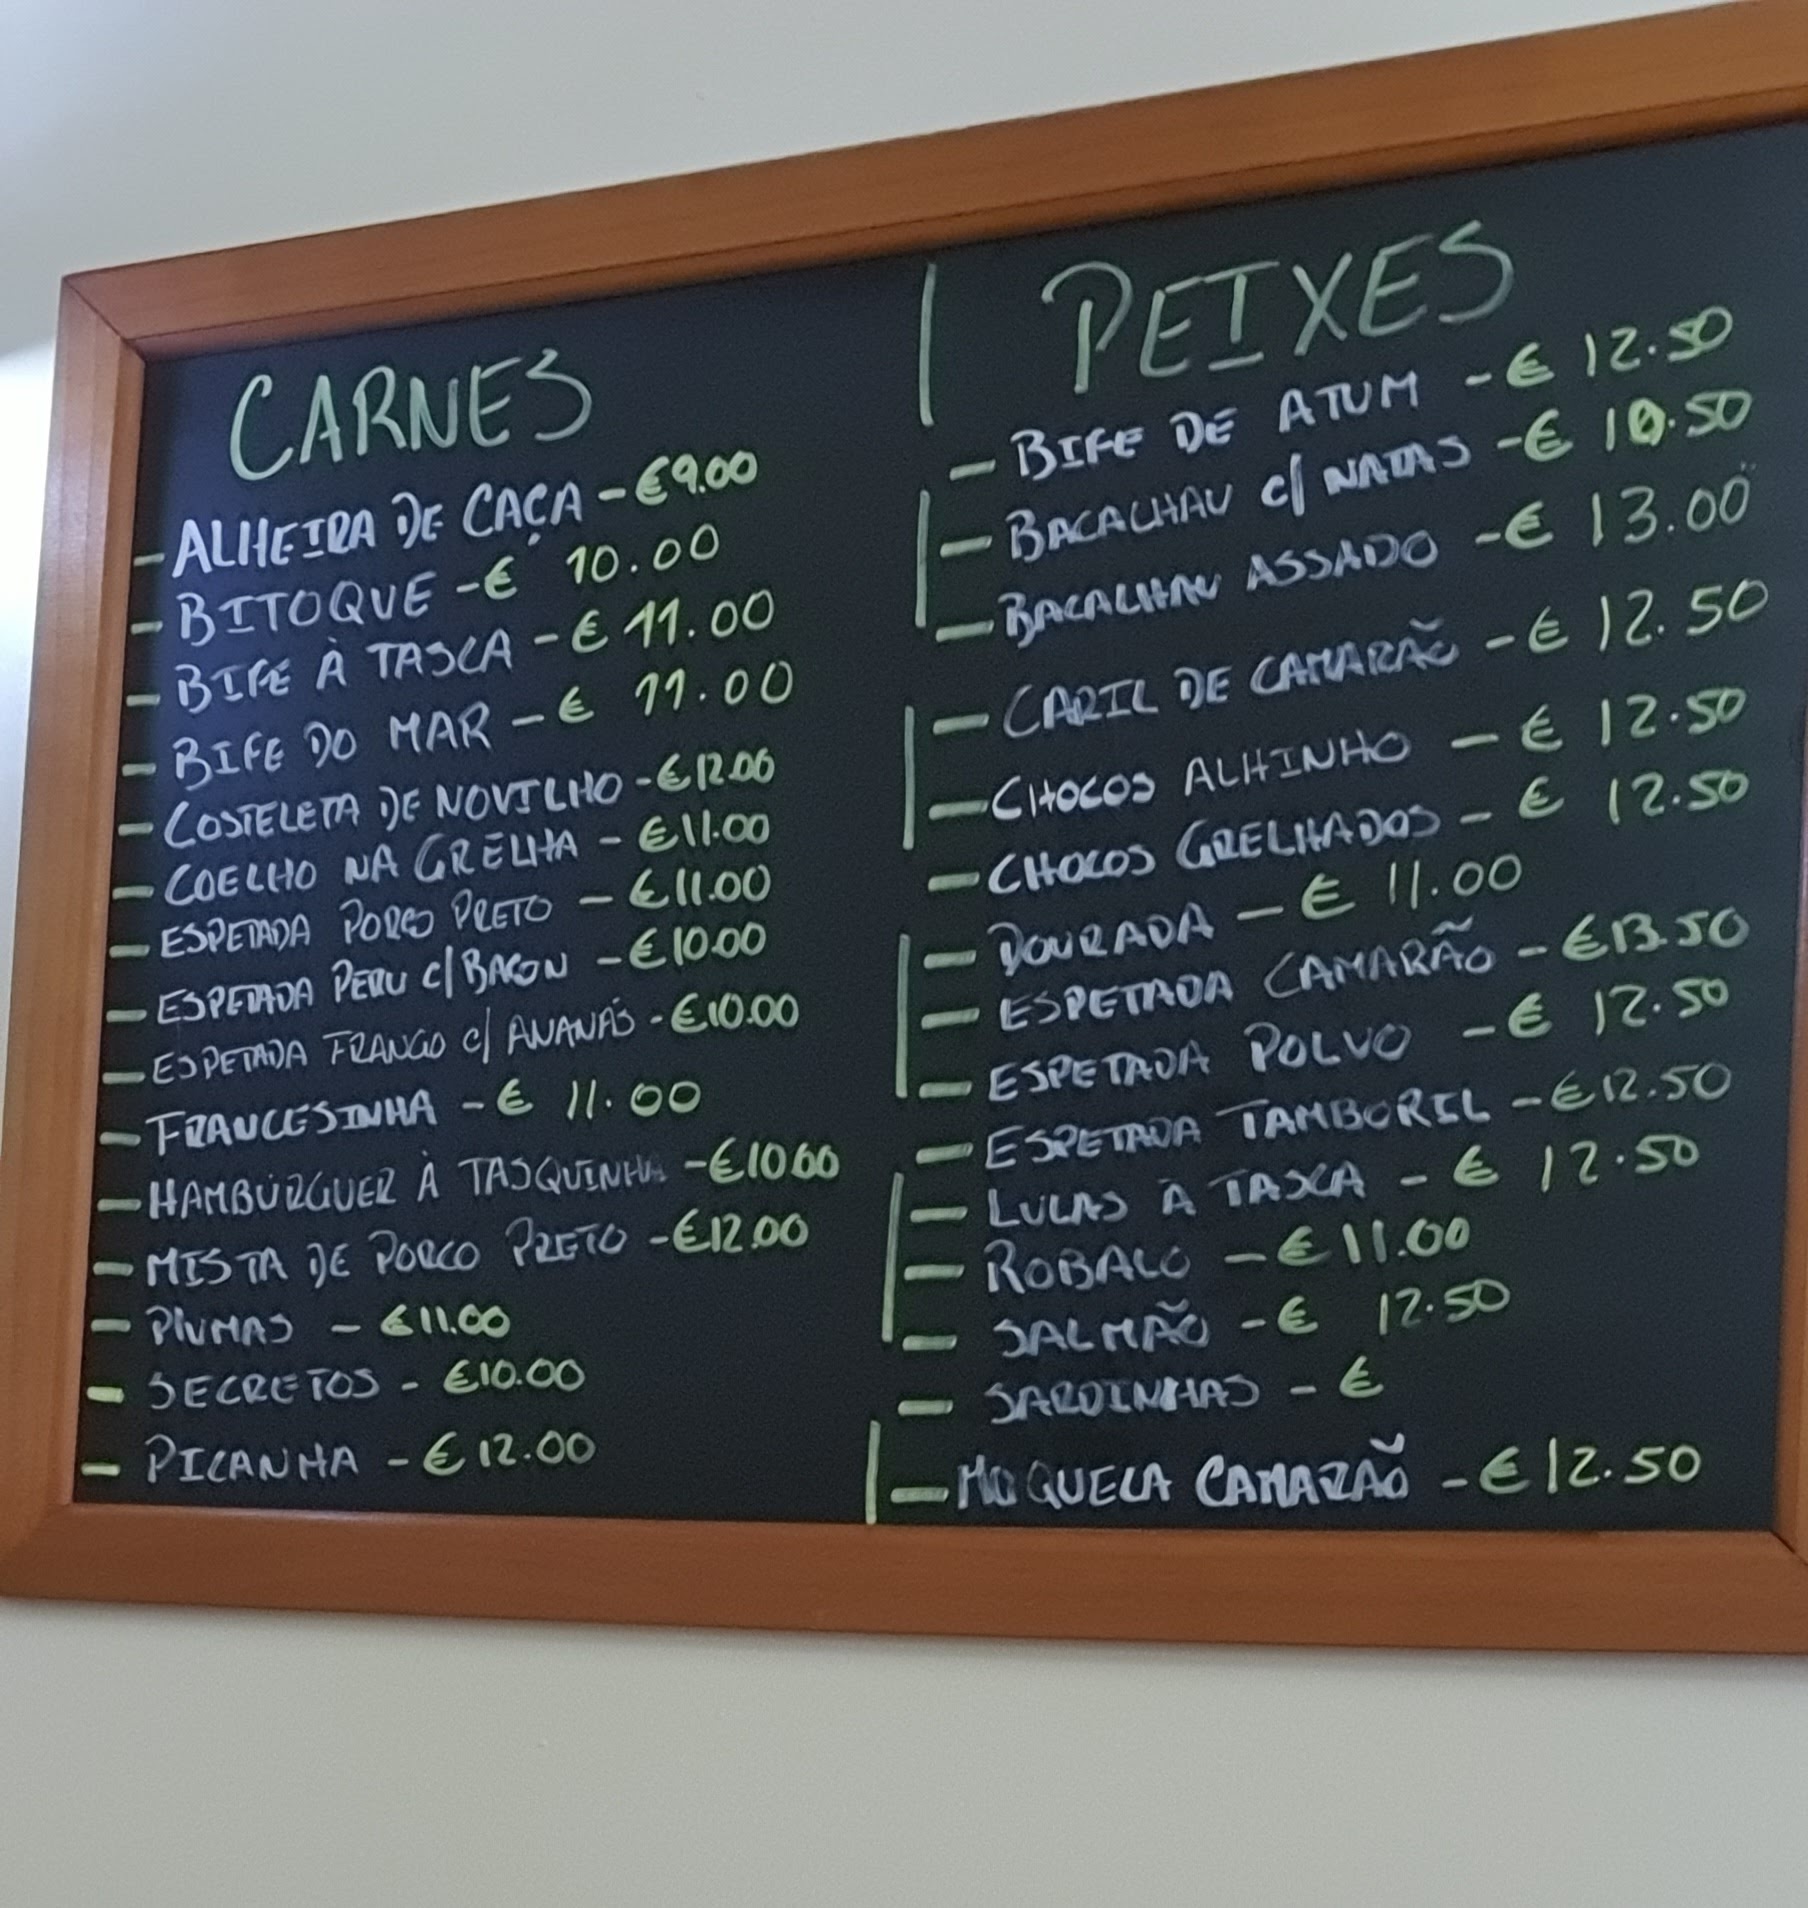 CARNES
- ALHEIRA DE CAÇA - €9.00
- BITOQUE - € 10.00
- BIFE À TASCA - € 11.00
- BIFE DO MAR - € 11.00
- COSTELETA DE NOVILHO - €12.00
- COELHO NA GRELHA - €11.00
- ESPETADA PORCO PRETO - €11.00
- ESPETADA PERU C/ BACON - €10.00
- ESPETADA FRANGO C/ ANANÁS - €10.00
- FRANCESINHA - € 11.00
- HAMBÚRGUER À TASQUINHA - €10.00
- MISTA DE PORCO PRETO - €12.00
- PLUMAS - €11.00
- SECRETOS - €10.00
- PICANHA - €12.00
PEIXES
- BIFE DE ATUM - € 12.50
- BACALHAU C/ NATAS - € 10.50
- BACALHAU ASSADO - € 13.00
- CARIL DE CAMARÃO - € 12.50
- CHOCOS ALHINHO - € 12.50
- CHOCOS GRELHADOS - € 12.50
- DOURADA - € 11.00
- ESPETADA CAMARÃO - €13.50
- ESPETADA POLVO - € 12.50
- ESPETADA TAMBORIL - €12.50
- LULAS À TASCA - € 12.50
- ROBALO - € 11.00
- SALMÃO - € 12.50
- SARDINHAS - €
- MOQUECA CAMARÃO - € 12.50